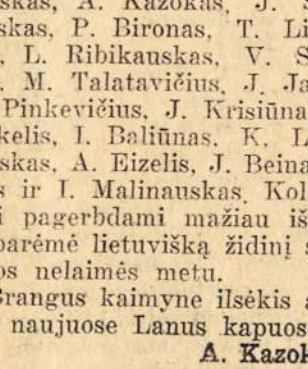 skas, A. Kazokas, J. S
skas, P. Bironas, T. Li
, L. Ribikauskas, V. S
. M. Talatavičius, J. Ja
Pinkevičius, J. Krisiūna
kelis, I. Baliūnas. K. L
skas, A. Eizelis, J. Beina
s ir I. Malinauskas. Kol
i pagerbdami mažiau iš
parėmė lietuvišką židinį s
os nelaimės metu.
Brangus kaimyne ilsėkis
naujuose Lanus kapuos
A. Kazok